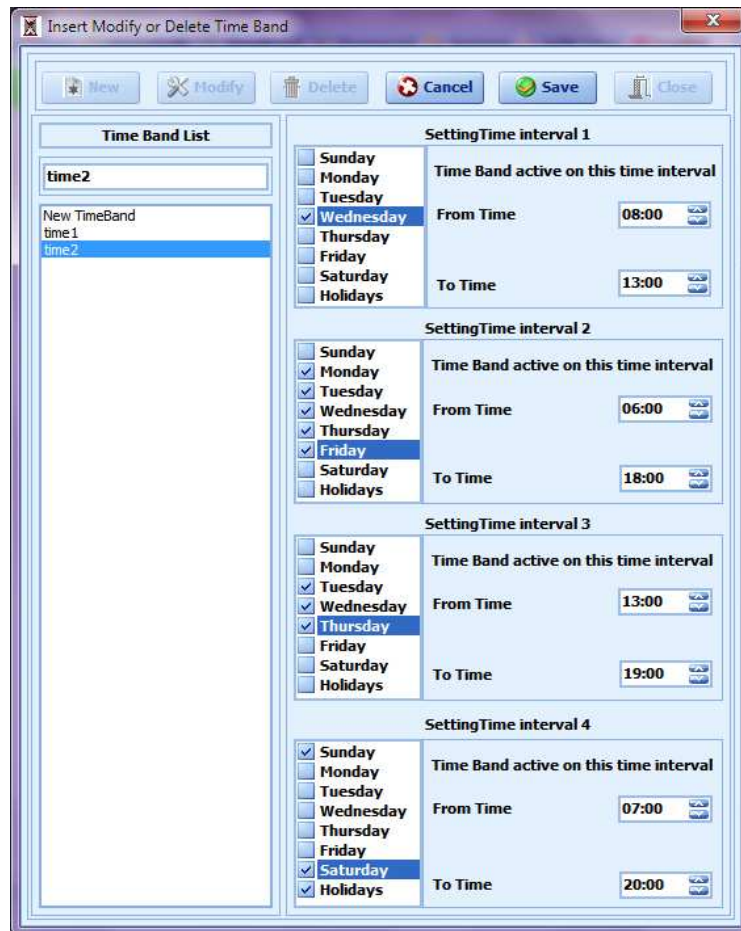 Insert Modify or Delete Time Band
New Modify Delete Cancel Save Close
Time Band List
time2
New TimeBand
time1
time2
SettingTime interval 1
Sunday
Monday
Tuesday
Wednesday
Thursday
Friday
Saturday
Holidays
Time Band active on this time interval
From Time 08:00
To Time 13:00
SettingTime interval 2
Sunday
Monday
Tuesday
Wednesday
Thursday
Friday
Saturday
Holidays
Time Band active on this time interval
From Time 06:00
To Time 18:00
SettingTime interval 3
Sunday
Monday
Tuesday
Wednesday
Thursday
Friday
Saturday
Holidays
Time Band active on this time interval
From Time 13:00
To Time 19:00
SettingTime interval 4
Sunday
Monday
Tuesday
Wednesday
Thursday
Friday
Saturday
Holidays
Time Band active on this time interval
From Time 07:00
To Time 20:00